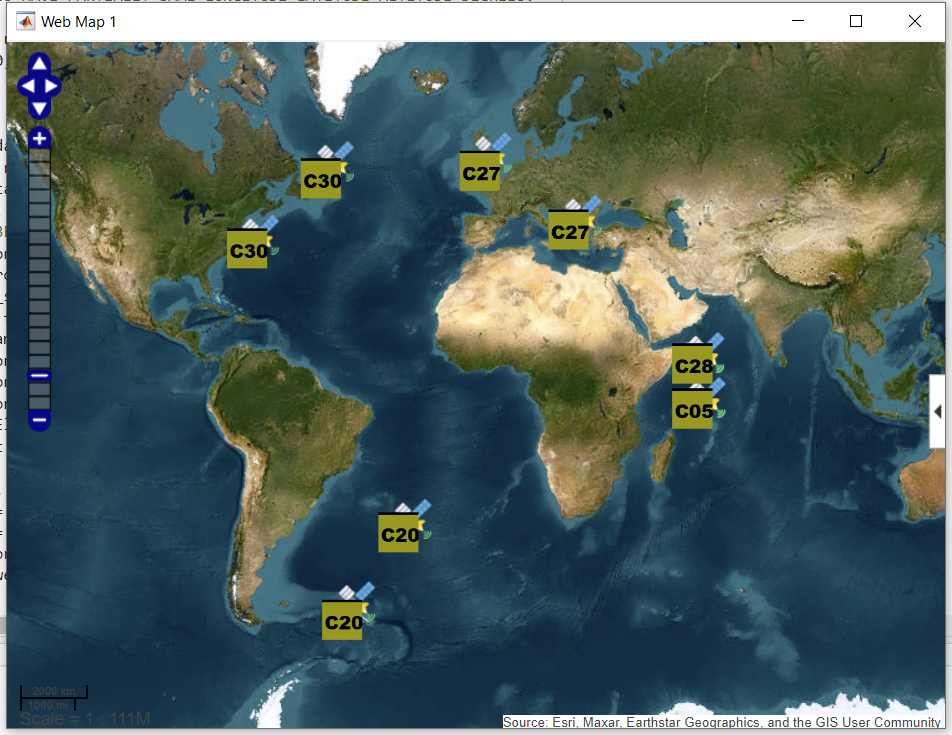 Web Map 1
C30
C27
C30
C27
C28
C05
C20
C20
2000 km
1000 mi
Scale = 1 : 111M
Source: Esri, Maxar, Earthstar Geographics, and the GIS User Community